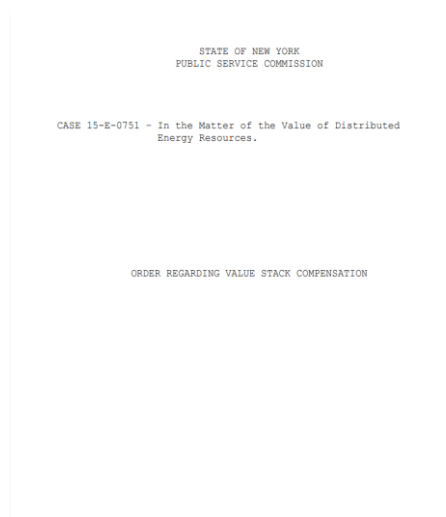 STATE OF NEW YORK
PUBLIC SERVICE COMMISSION
CASE 15-E-0751 - In the Matter of the Value of Distributed
Energy Resources.
ORDER REGARDING VALUE STACK COMPENSATION